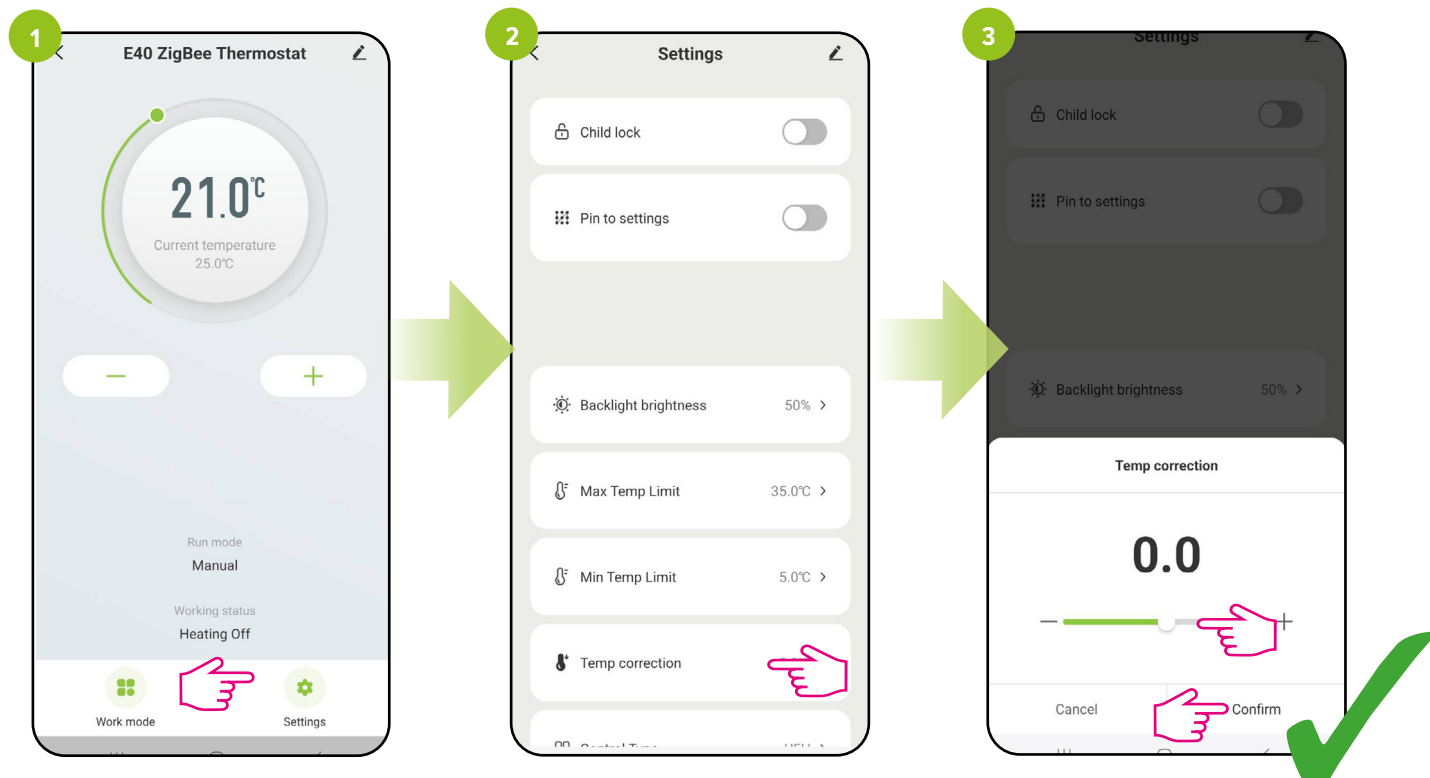 1
E40 ZigBee Thermostat
21.0℃
Current temperature
25.0℃
Run mode
Manual
Working status
Heating Off
Work mode
Settings
2
Settings
Child lock
Pin to settings
Backlight brightness 50%
Max Temp Limit 35.0℃
Min Temp Limit 5.0℃
Temp correction
3
Settings
Child lock
Pin to settings
Backlight brightness 50%
Temp correction
0.0
Cancel Confirm